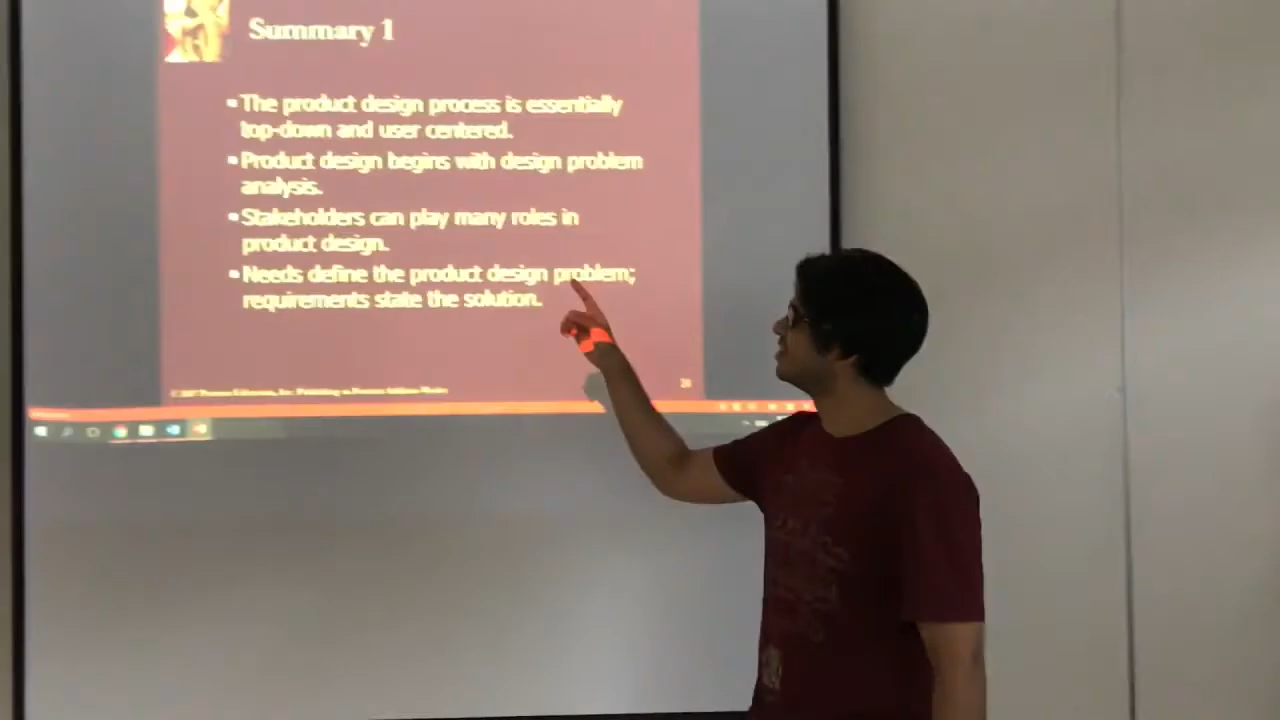 Summary 1
▪ The product design process is essentially
top-down and user centered.
▪ Product design begins with design problem
analysis.
▪ Stakeholders can play many roles in
product design.
▪ Needs define the product design problem;
requirements state the solution.